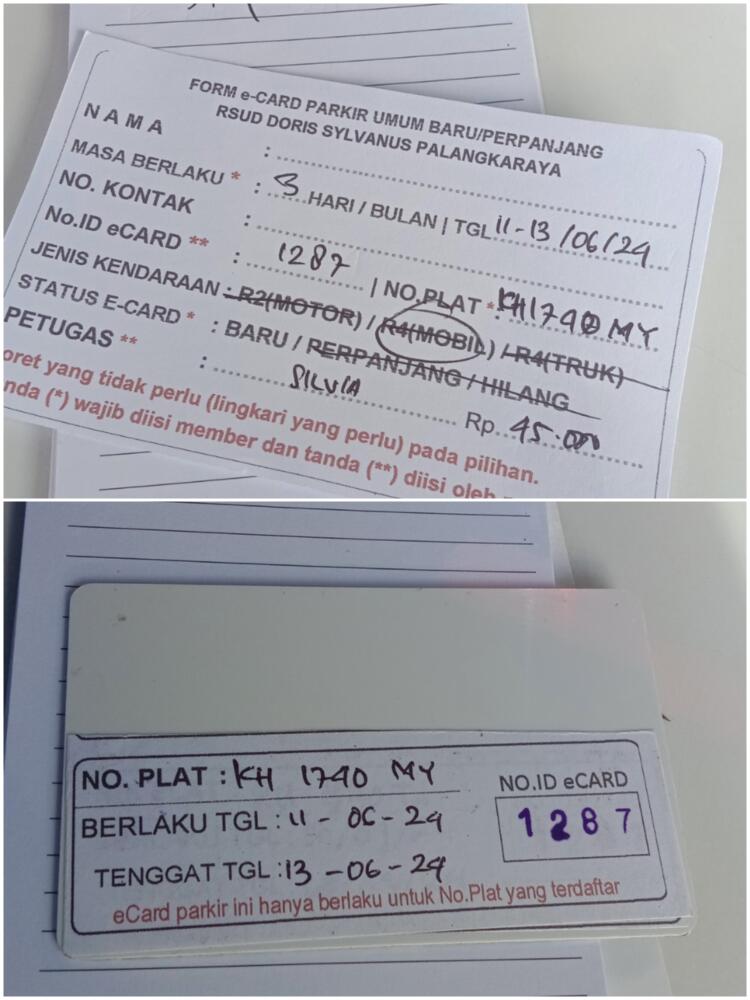 FORM e-CARD PARKIR UMUM BARU/PERPANJANG
RSUD DORIS SYLVANUS PALANGKARAYA
NAMA :
MASA BERLAKU * : 3 HARI / BULAN | TGL 11-13/06/24
NO. KONTAK :
No.ID eCARD ** : 1287 | NO.PLAT * : KH 1740 MY
JENIS KENDARAAN : R2(MOTOR) / R4(MOBIL) / R4(TRUK)
STATUS E-CARD * : BARU / PERPANJANG / HILANG
PETUGAS ** : SILVIA Rp. 45.000
oret yang tidak perlu (lingkari yang perlu) pada pilihan.
nda (*) wajib diisi member dan tanda (**) diisi oleh
NO. PLAT : KH 1740 MY
BERLAKU TGL : 11 - 06 - 24
TENGGAT TGL : 13 - 06 - 24
NO.ID eCARD
1287
eCard parkir ini hanya berlaku untuk No.Plat yang terdaftar